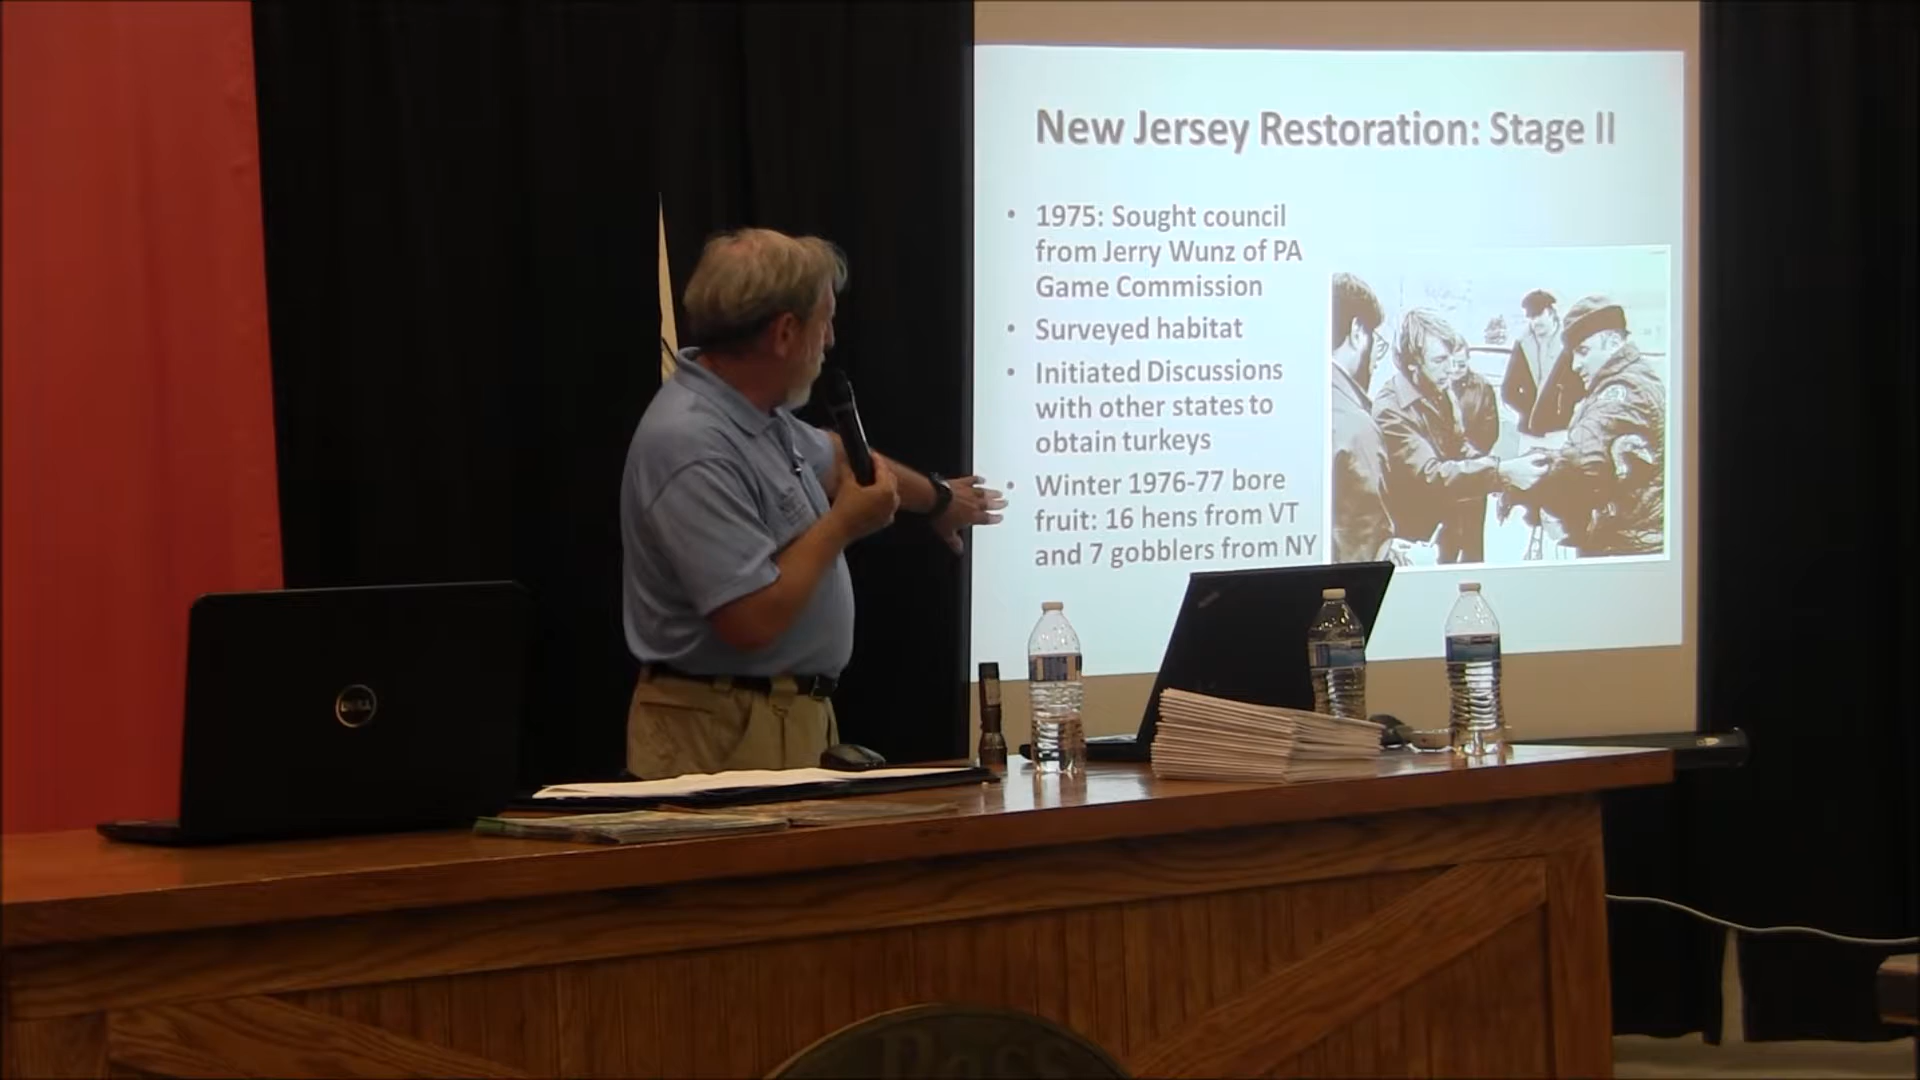 New Jersey Restoration: Stage II
• 1975: Sought council
from Jerry Wunz of PA
Game Commission
• Surveyed habitat
• Initiated Discussions
with other states to
obtain turkeys
• Winter 1976-77 bore
fruit: 16 hens from VT
and 7 gobblers from NY
DELL